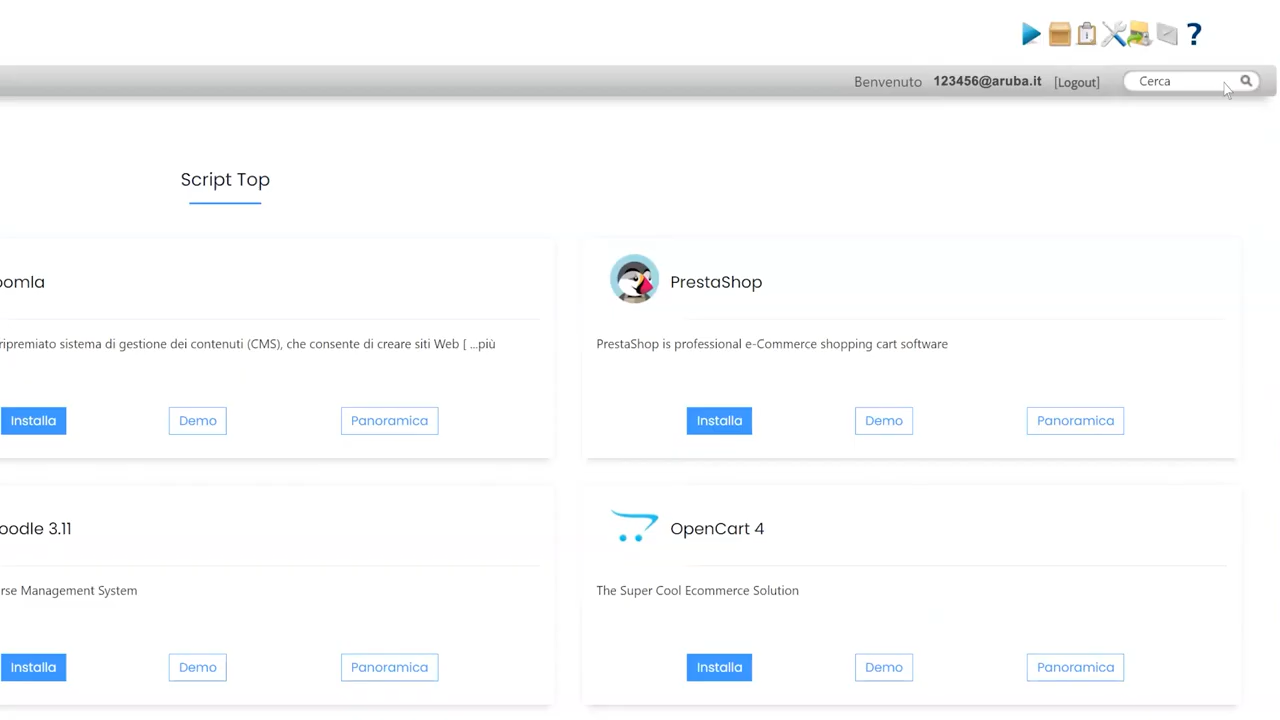 ?
Benvenuto 123456@aruba.it [Logout] Cerca
Script Top
oomla
PrestaShop
ripremiato sistema di gestione dei contenuti (CMS), che consente di creare siti Web [ ...più
PrestaShop is professional e-Commerce shopping cart software
Installa Demo Panoramica
Installa Demo Panoramica
oodle 3.11
OpenCart 4
rse Management System
The Super Cool Ecommerce Solution
Installa Demo Panoramica
Installa Demo Panoramica